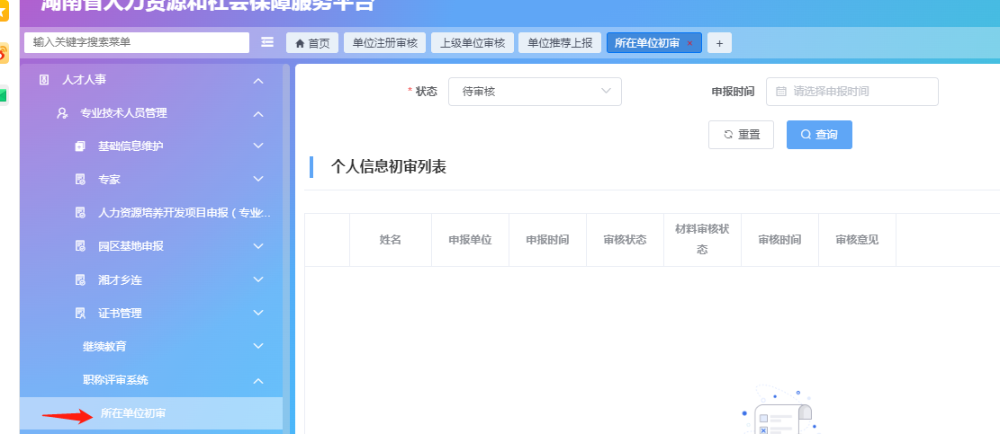 湖南省人力资源和社会保障服务平台
输入关键字搜索菜单
首页
单位注册审核
上级单位审核
单位推荐上报
所在单位初审 ×
+
人才人事
专业技术人员管理
基础信息维护
专家
人力资源培养开发项目申报（专业...
园区基地申报
湘才乡连
证书管理
继续教育
职称评审系统
所在单位初审
* 状态
待审核
申报时间
请选择申报时间
重置
查询
个人信息初审列表
姓名
申报单位
申报时间
审核状态
材料审核状
态
审核时间
审核意见